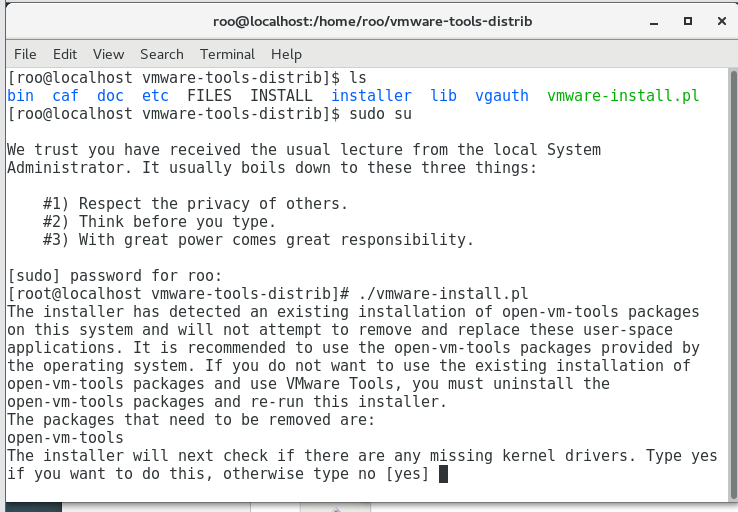 roo@localhost:/home/roo/vmware-tools-distrib
File Edit View Search Terminal Help
[roo@localhost vmware-tools-distrib]$ ls
bin caf doc etc FILES INSTALL installer lib vgauth vmware-install.pl
[roo@localhost vmware-tools-distrib]$ sudo su
We trust you have received the usual lecture from the local System
Administrator. It usually boils down to these three things:
#1) Respect the privacy of others.
#2) Think before you type.
#3) With great power comes great responsibility.
[sudo] password for roo:
[root@localhost vmware-tools-distrib]# ./vmware-install.pl
The installer has detected an existing installation of open-vm-tools packages
on this system and will not attempt to remove and replace these user-space
applications. It is recommended to use the open-vm-tools packages provided by
the operating system. If you do not want to use the existing installation of
open-vm-tools packages and use VMware Tools, you must uninstall the
open-vm-tools packages and re-run this installer.
The packages that need to be removed are:
open-vm-tools
The installer will next check if there are any missing kernel drivers. Type yes
if you want to do this, otherwise type no [yes]